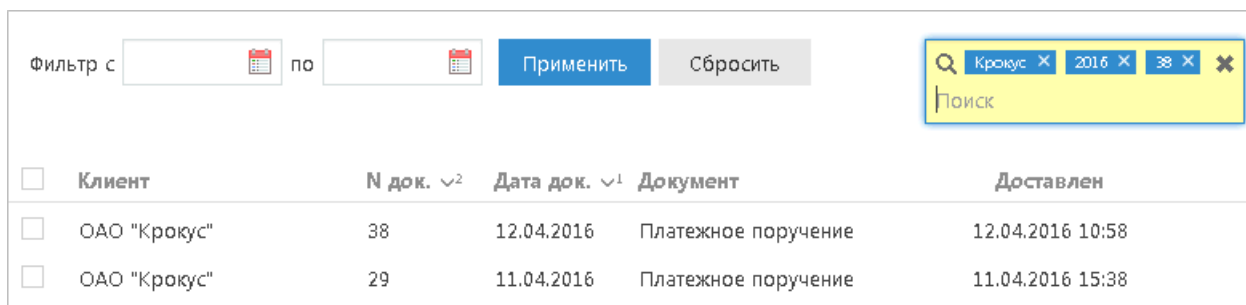 Фильтр с по Применить Сбросить Крокус 2016 38
Поиск
Клиент N док. 2 Дата док. 1 Документ Доставлен
ОАО "Крокус" 38 12.04.2016 Платежное поручение 12.04.2016 10:58
ОАО "Крокус" 29 11.04.2016 Платежное поручение 11.04.2016 15:38